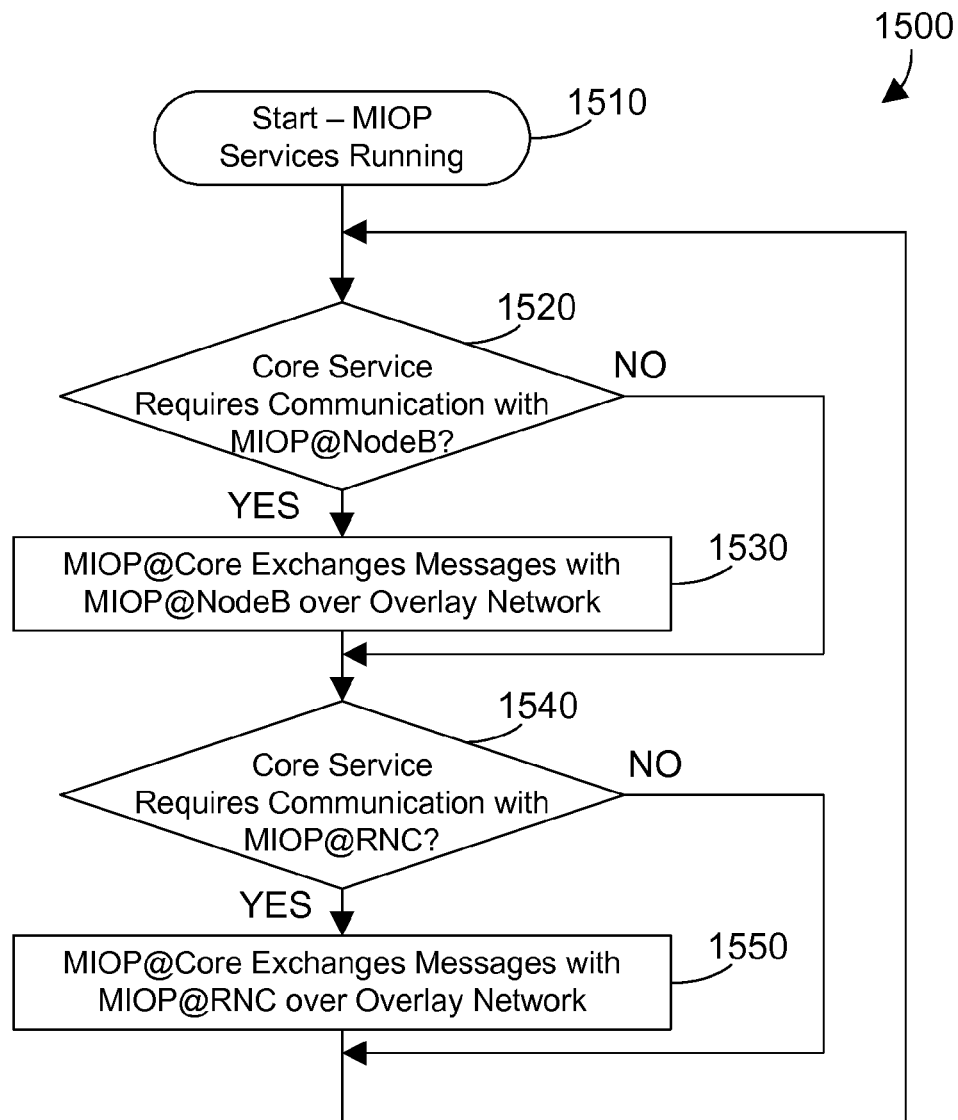 1500
Start – MIOP
Services Running
1510
1520
Core Service
Requires Communication with
MIOP@NodeB?
NO
YES
1530
MIOP@Core Exchanges Messages with
MIOP@NodeB over Overlay Network
1540
Core Service
Requires Communication with
MIOP@RNC?
NO
YES
1550
MIOP@Core Exchanges Messages with
MIOP@RNC over Overlay Network